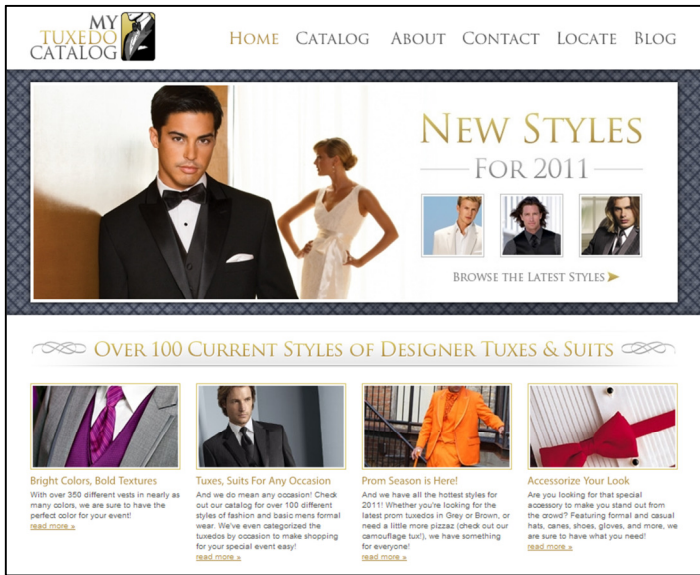 MY
TUXEDO
CATALOG
HOME CATALOG ABOUT CONTACT LOCATE BLOG
NEW STYLES
FOR 2011
BROWSE THE LATEST STYLES
OVER 100 CURRENT STYLES OF DESIGNER TUXES & SUITS
Bright Colors, Bold Textures
With over 350 different vests in nearly as
many colors, we are sure to have the
perfect color for your event!
read more »
Tuxes, Suits For Any Occasion
And we do mean any occasion! Check
out our catalog for over 100 different
styles of fashion and basic mens formal
wear. We've even categorized the
tuxedos by occasion to make shopping
for your special event easy!
read more »
Prom Season is Here!
And we have all the hottest styles for
2011! Whether you're looking for the
latest prom tuxedos in Grey or Brown, or
need a little more pizzaz (check out our
camouflage tux!), we have something
for everyone!
read more »
Accessorize Your Look
Are you looking for that special
accessory to make you stand out from
the crowd? Featuring formal and casual
hats, canes, shoes, gloves, and more, we
are sure to have what you need!
read more »